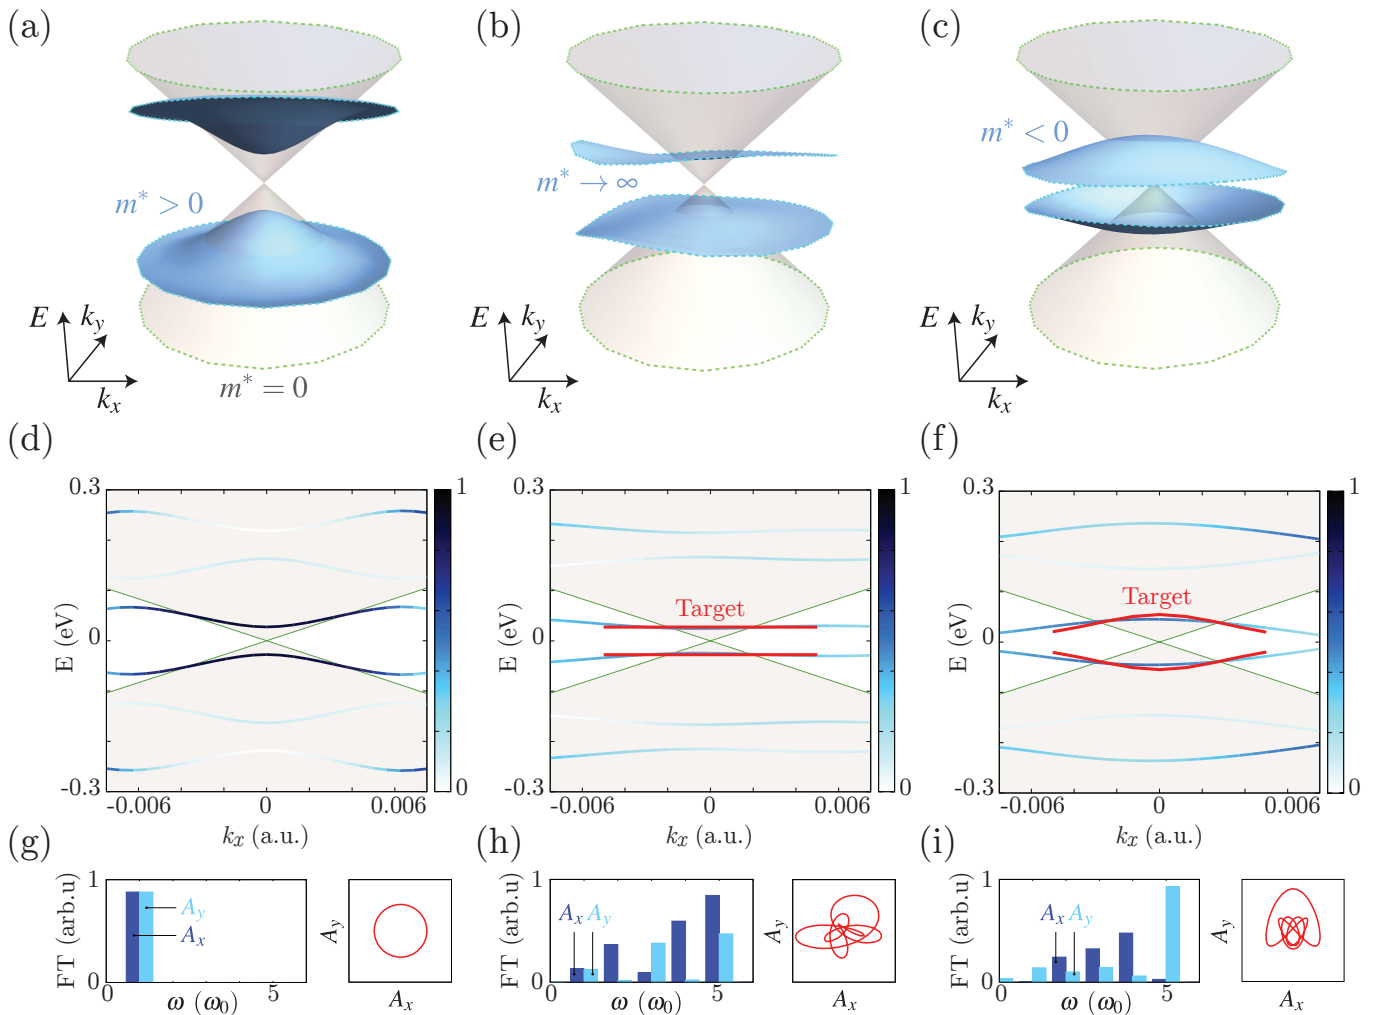 (a)
(b)
(c)
m* > 0
m* → ∞
m* < 0
E
k_y
k_x
m* = 0
E
k_y
k_x
E
k_y
k_x
(d)
(e)
(f)
0.3
0
-0.3
E (eV)
-0.006
0
0.006
k_x (a.u.)
1
0
0.3
0
-0.3
E (eV)
Target
-0.006
0
0.006
k_x (a.u.)
1
0
0.3
0
-0.3
E (eV)
Target
-0.006
0
0.006
k_x (a.u.)
1
0
(g)
(h)
(i)
FT (arb.u)
1
0
A_y
A_x
0
5
ω (ω_0)
A_y
A_x
FT (arb.u)
1
0
A_x
A_y
0
5
ω (ω_0)
A_y
A_x
FT (arb.u)
1
0
A_x
A_y
0
5
ω (ω_0)
A_y
A_x